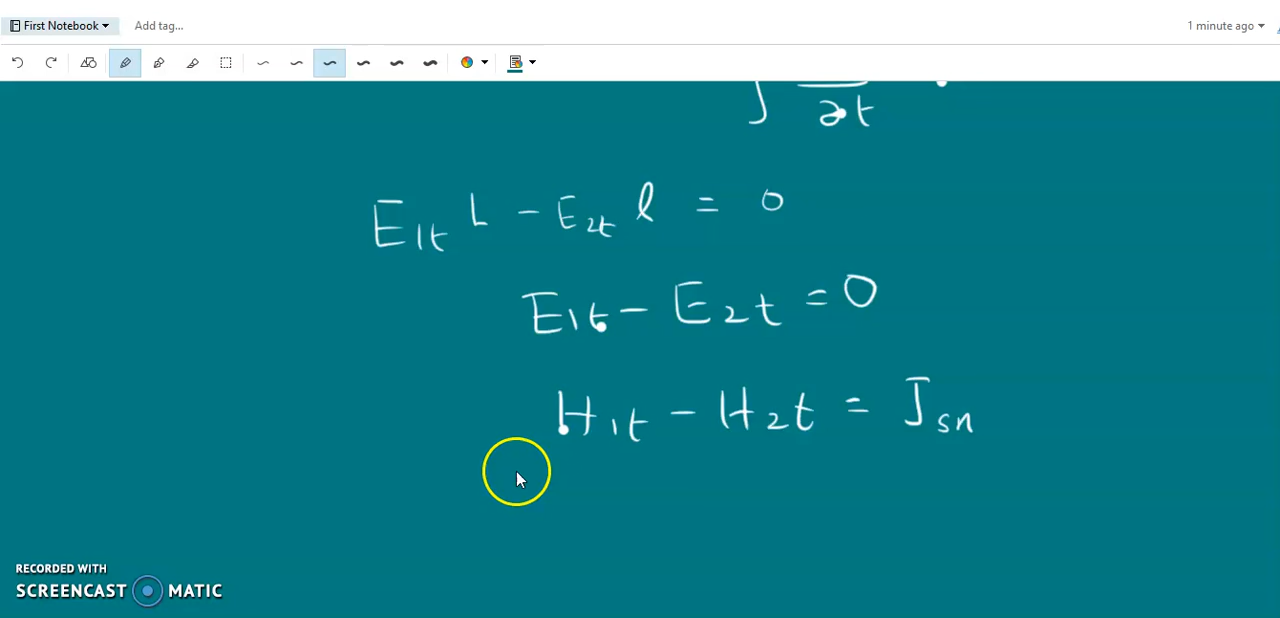 First Notebook Add tag... 1 minute ago
∫ ∂t .
E1t L - E2t l = 0
E1t - E2t = 0
H1t - H2t = Jsn
RECORDED WITH
SCREENCAST MATIC